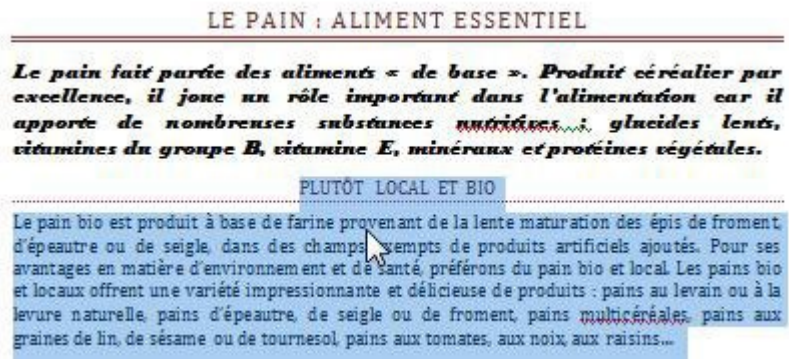 LE PAIN : ALIMENT ESSENTIEL
Le pain fait partie des aliments « de base ». Produit céréalier par
excellence, il joue un rôle important dans l'alimentation car il
apporte de nombreuses substances nutritives : glucides lents,
vitamines du groupe B, vitamine E, minéraux et protéines végétales.
PLUTÔT LOCAL ET BIO
Le pain bio est produit à base de farine provenant de la lente maturation des épis de froment,
d'épeautre ou de seigle, dans des champs exempts de produits artificiels ajoutés. Pour ses
avantages en matière d'environnement et de santé, préférons du pain bio et local. Les pains bio
et locaux offrent une variété impressionnante et délicieuse de produits : pains au levain ou à la
levure naturelle, pains d'épeautre, de seigle ou de froment, pains multicéréales, pains aux
graines de lin, de sésame ou de tournesol, pains aux tomates, aux noix, aux raisins...